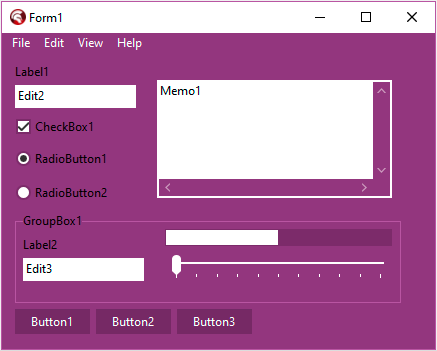 Form1
File Edit View Help
Label1
Edit2
Memo1
CheckBox1
RadioButton1
RadioButton2
GroupBox1
Label2
Edit3
Button1 Button2 Button3